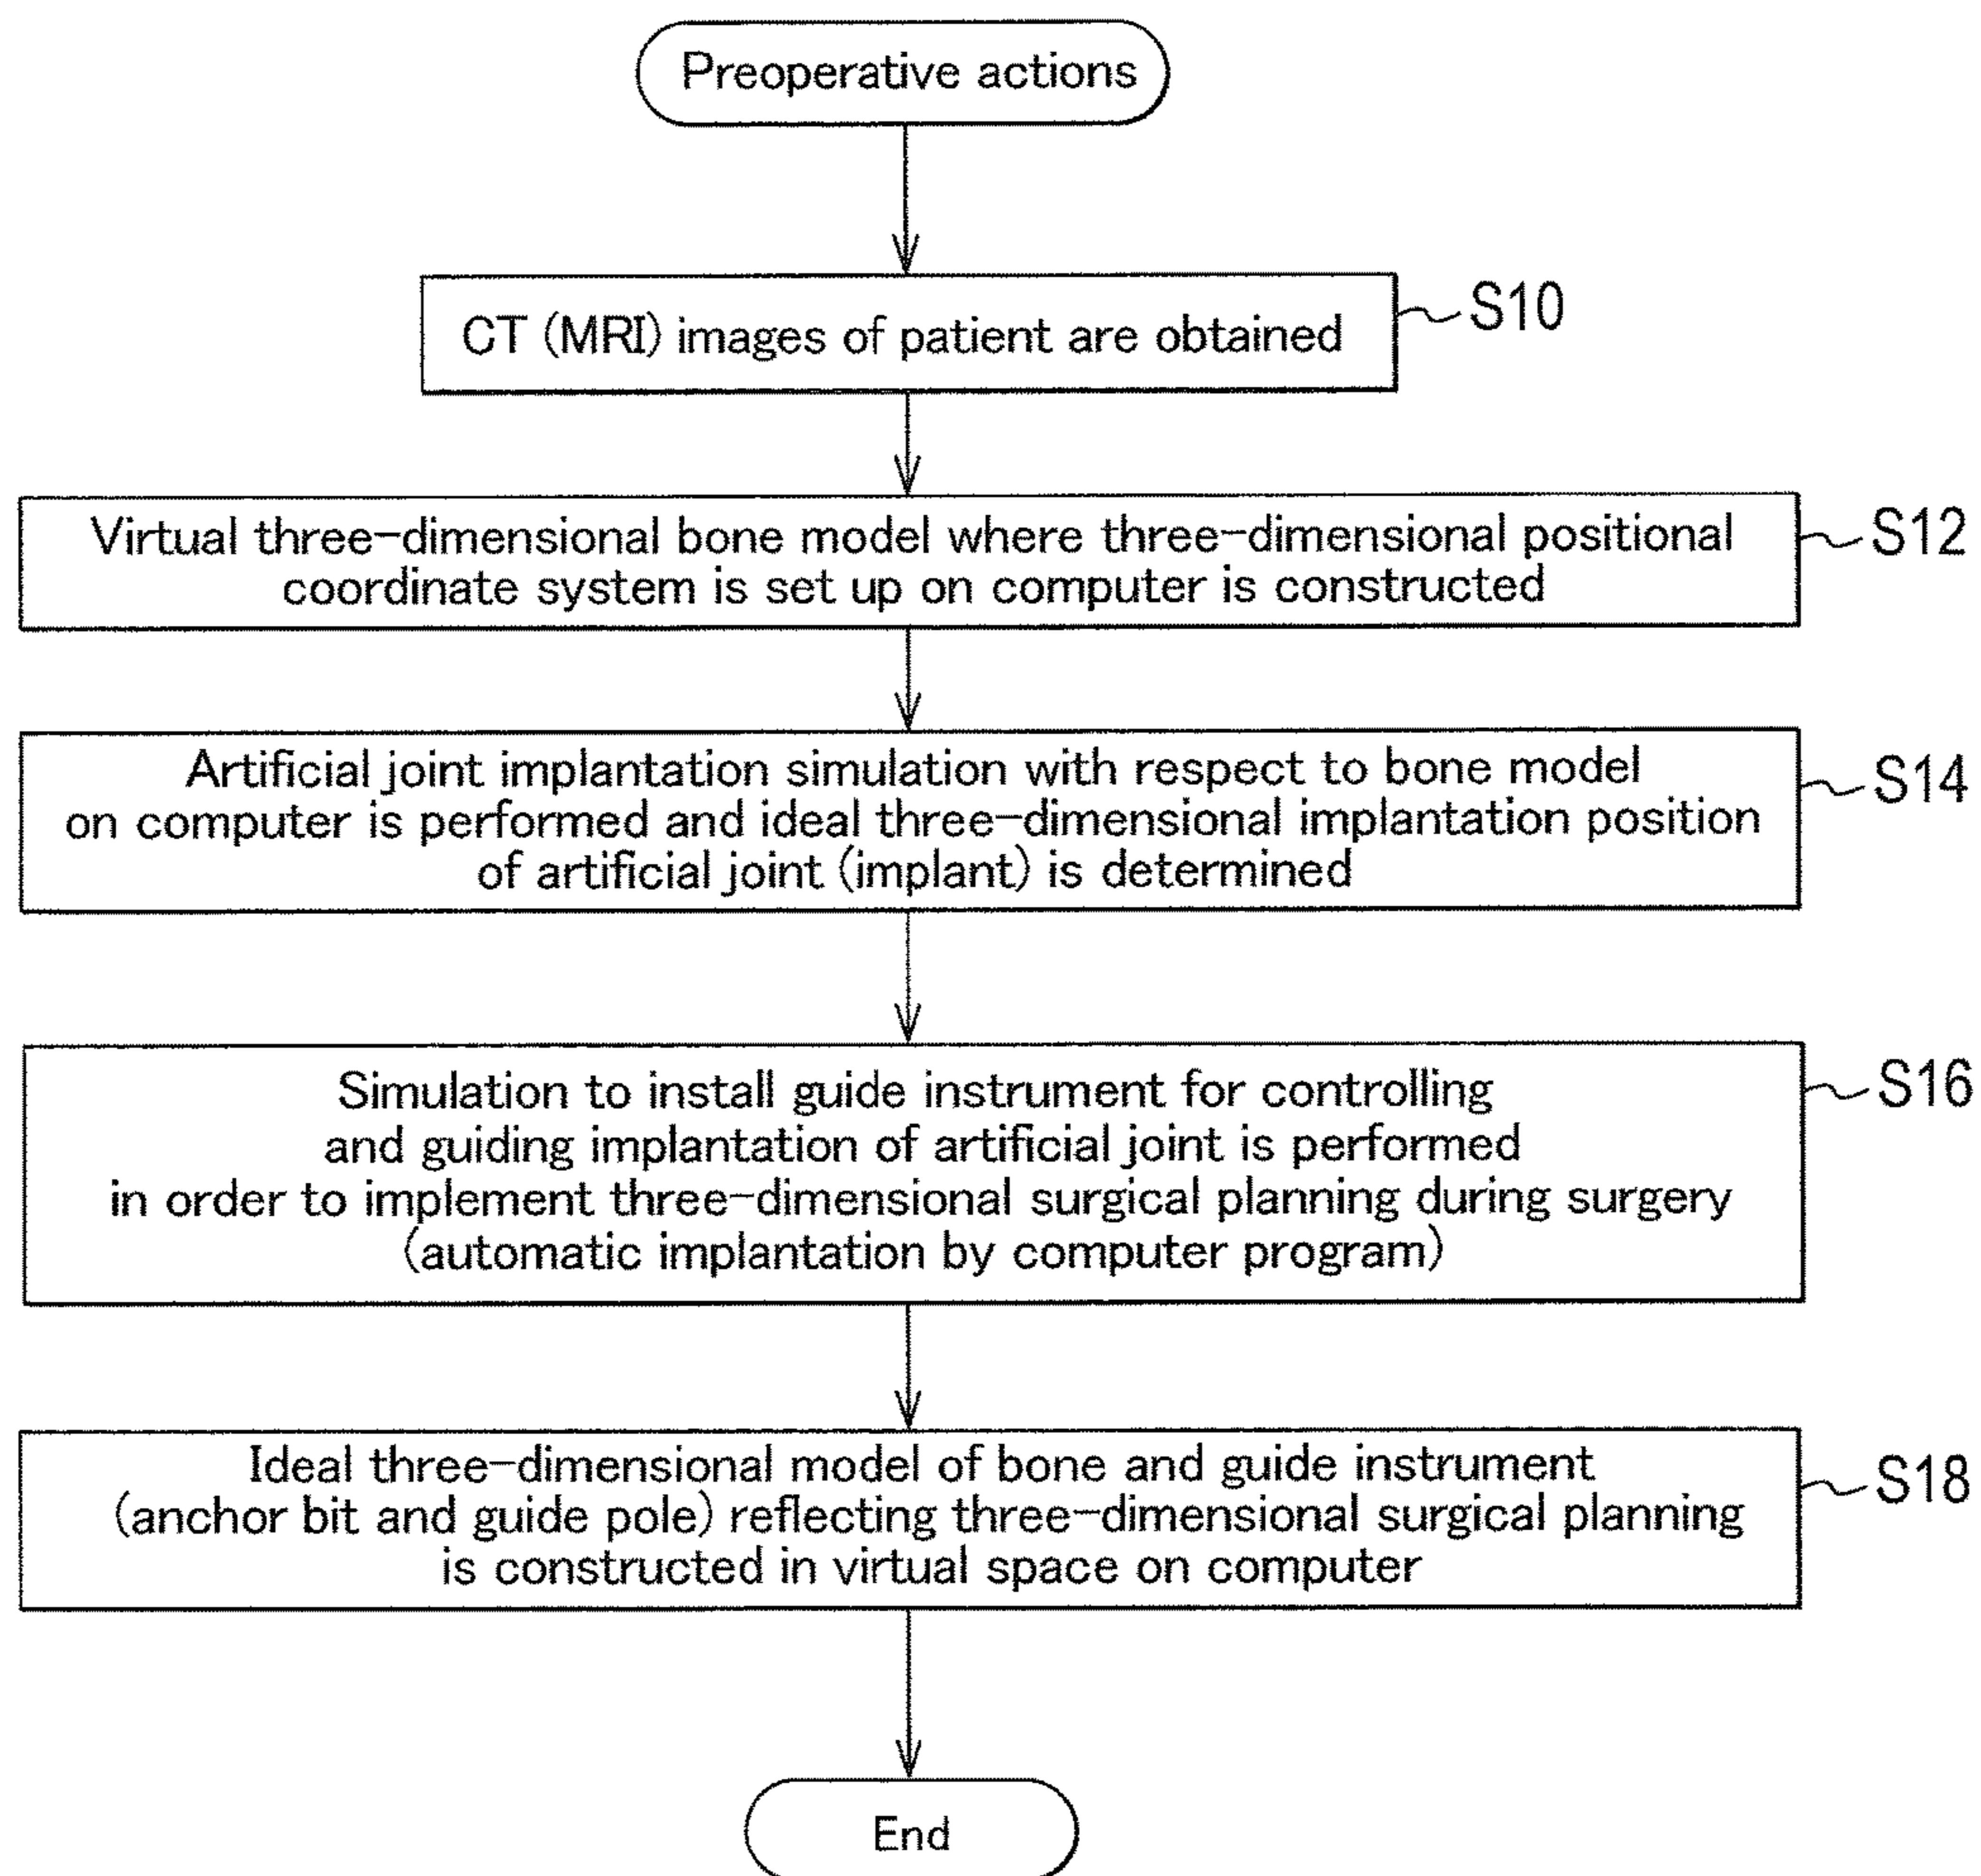 Preoperative actions
CT (MRI) images of patient are obtained
S10
Virtual three-dimensional bone model where three-dimensional positional
coordinate system is set up on computer is constructed
S12
Artificial joint implantation simulation with respect to bone model
on computer is performed and ideal three-dimensional implantation position
of artificial joint (implant) is determined
S14
Simulation to install guide instrument for controlling
and guiding implantation of artificial joint is performed
in order to implement three-dimensional surgical planning during surgery
(automatic implantation by computer program)
S16
Ideal three-dimensional model of bone and guide instrument
(anchor bit and guide pole) reflecting three-dimensional surgical planning
is constructed in virtual space on computer
S18
End